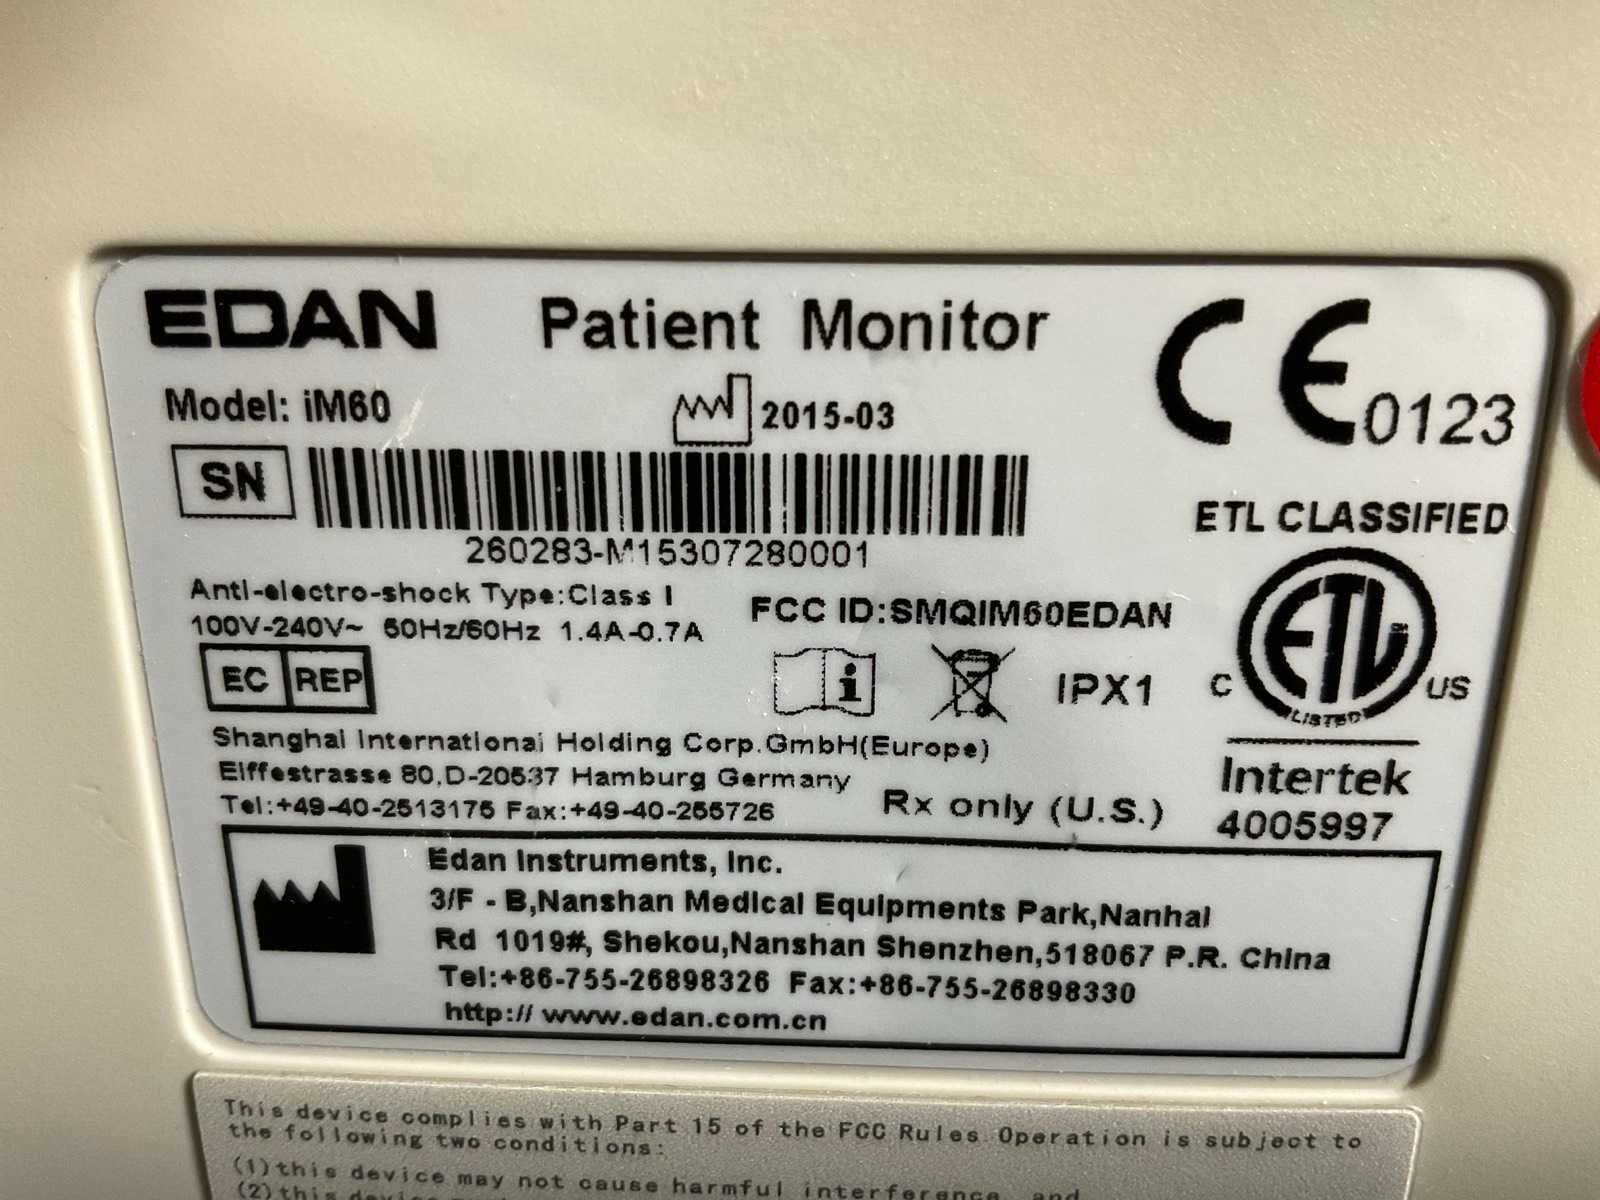 EDAN Patient Monitor
CE 0123
Model: iM60
2015-03
SN
260283-M15307280001
ETL CLASSIFIED
Anti-electro-shock Type:Class I
100V-240V~ 50Hz/60Hz 1.4A-0.7A
FCC ID:SMQIM60EDAN
EC REP
i
IPX1
C ETL US
LISTED
Shanghai International Holding Corp.GmbH(Europe)
Eiffestrasse 80,D-20537 Hamburg Germany
Tel:+49-40-2513175 Fax:+49-40-255726
Rx only (U.S.)
Intertek
4005997
Edan Instruments, Inc.
3/F - B,Nanshan Medical Equipments Park,Nanhai
Rd 1019#, Shekou,Nanshan Shenzhen,518067 P.R. China
Tel:+86-755-26898326 Fax:+86-755-26898330
http:// www.edan.com.cn
This device complies with Part 15 of the FCC Rules. Operation is subject to
the following two conditions:
(1)this device may not cause harmful interference, and
(2)this